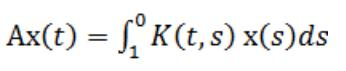 Ax(t) = ∫₁⁰ K(t, s) x(s)ds